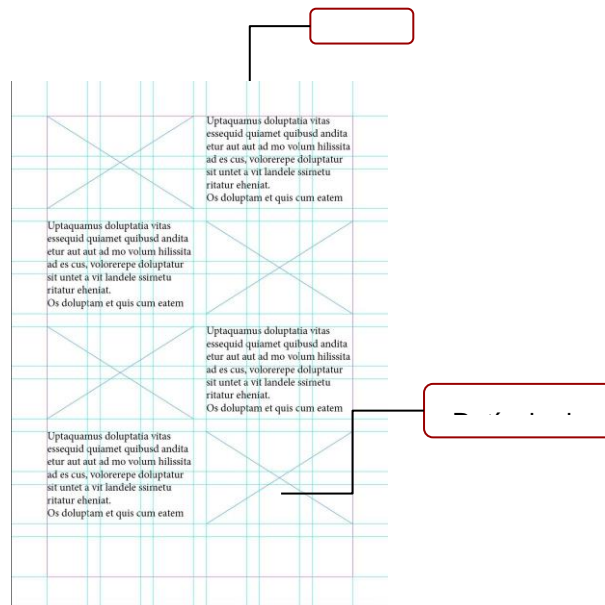 Uptaquamus doluptatia vitas
essequid quiamet quibusd andita
etur aut aut ad mo volum hilissita
ad es cus, volorerepe doluptatur
sit untet a vit landele ssimetu
ritatur eheniat.
Os doluptam et quis cum eatem
Uptaquamus doluptatia vitas
essequid quiamet quibusd andita
etur aut aut ad mo volum hilissita
ad es cus, volorerepe doluptatur
sit untet a vit landele ssimetu
ritatur eheniat.
Os doluptam et quis cum eatem
Uptaquamus doluptatia vitas
essequid quiamet quibusd andita
etur aut aut ad mo volum hilissita
ad es cus, volorerepe doluptatur
sit untet a vit landele ssimetu
ritatur eheniat.
Os doluptam et quis cum eatem
Uptaquamus doluptatia vitas
essequid quiamet quibusd andita
etur aut aut ad mo volum hilissita
ad es cus, volorerepe doluptatur
sit untet a vit landele ssimetu
ritatur eheniat.
Os doluptam et quis cum eatem